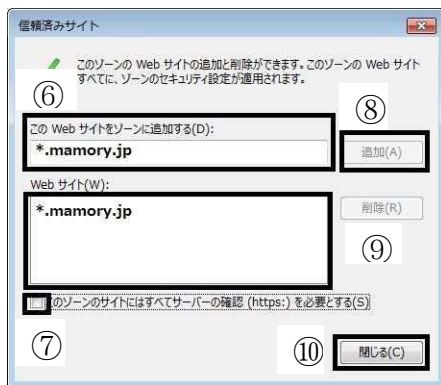 信頼済みサイト
このゾーンの Web サイトの追加と削除ができます。このゾーンの Web サイト
すべてに、ゾーンのセキュリティ設定が適用されます。
⑥
⑧
この Web サイトをゾーンに追加する(D):
*.mamory.jp
追加(A)
Web サイト(W):
*.mamory.jp
削除(R)
⑨
このゾーンのサイトにはすべてサーバーの確認 (https:) を必要とする(S)
⑦
⑩
閉じる(C)